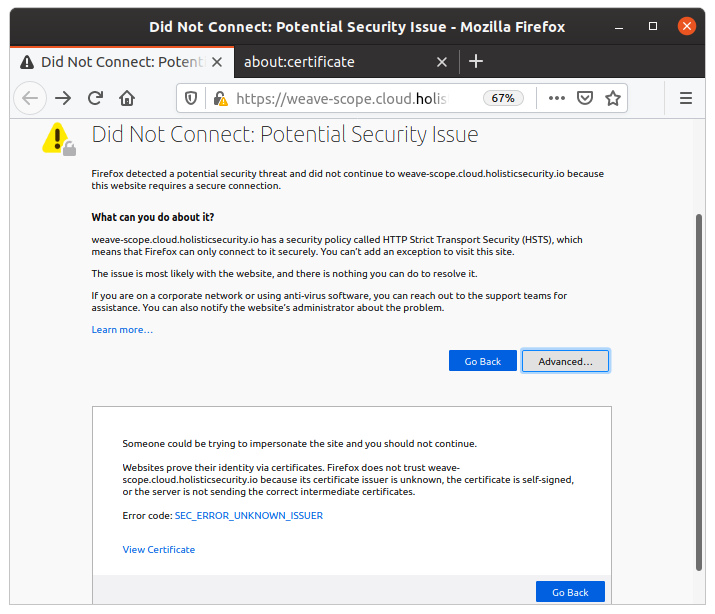 Did Not Connect: Potential Security Issue - Mozilla Firefox
Did Not Connect: Potent
about:certificate
https://weave-scope.cloud.holis
67%
Did Not Connect: Potential Security Issue
Firefox detected a potential security threat and did not continue to weave-scope.cloud.holisticsecurity.io because
this website requires a secure connection.
What can you do about it?
weave-scope.cloud.holisticsecurity.io has a security policy called HTTP Strict Transport Security (HSTS), which
means that Firefox can only connect to it securely. You can't add an exception to visit this site.
The issue is most likely with the website, and there is nothing you can do to resolve it.
If you are on a corporate network or using anti-virus software, you can reach out to the support teams for
assistance. You can also notify the website's administrator about the problem.
Learn more…
Go Back
Advanced…
Someone could be trying to impersonate the site and you should not continue.
Websites prove their identity via certificates. Firefox does not trust weave-
scope.cloud.holisticsecurity.io because its certificate issuer is unknown, the certificate is self-signed,
or the server is not sending the correct intermediate certificates.
Error code: SEC_ERROR_UNKNOWN_ISSUER
View Certificate
Go Back